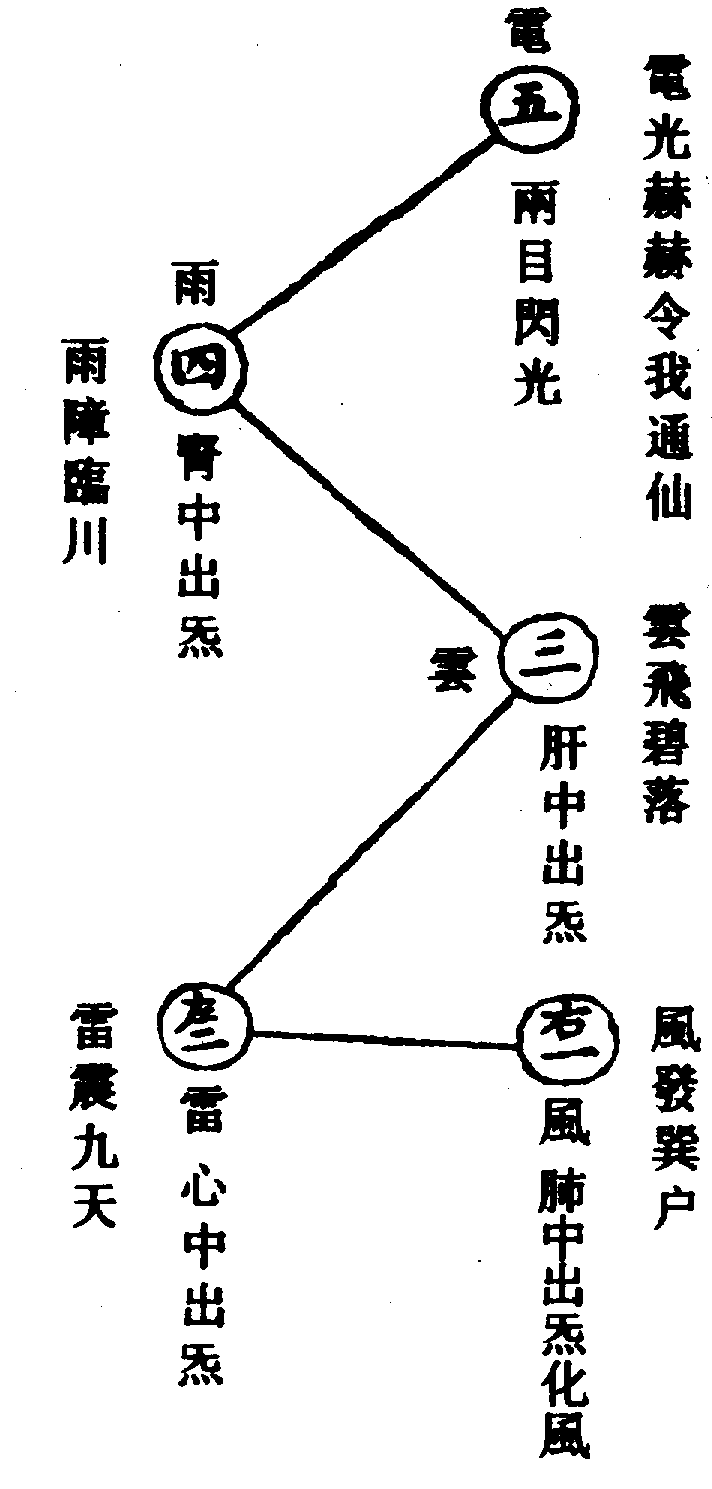 電
五
兩目閃光
電光赫赫令我通仙
雨
四
腎中出炁
雨障臨川
雲
三
肝中出炁
雲飛碧落
左二
雷
心中出炁
雷震九天
右一
風
肺中出炁化風
風發巽户